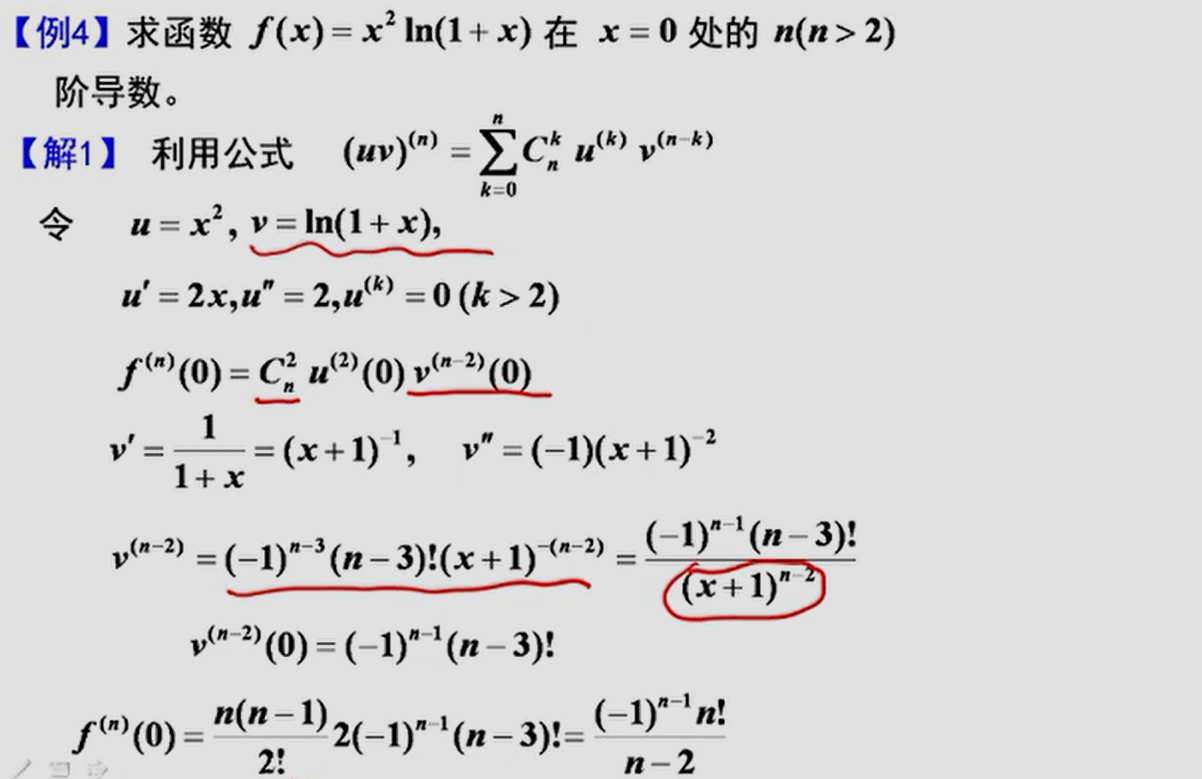 【例4】求函数 f(x) = x² ln(1 + x) 在 x = 0 处的 n(n > 2)
阶导数。
【解1】 利用公式 (uv)⁽ⁿ⁾ = ∑_{k=0}^{n} C_n^k u^{(k)} v^{(n-k)}
令 u = x², v = ln(1 + x),
u′ = 2x, u″ = 2, u^{(k)} = 0 (k > 2)
f^{(n)}(0) = C_n^2 u^{(2)}(0) v^{(n-2)}(0)
v′ = \frac{1}{1 + x} = (x + 1)^{-1}, v″ = (-1)(x + 1)^{-2}
v^{(n-2)} = (-1)^{n-3} (n - 3)! (x + 1)^{-(n-2)} = \frac{(-1)^{n-1} (n - 3)!}{(x + 1)^{n-2}}
v^{(n-2)}(0) = (-1)^{n-1} (n - 3)!
f^{(n)}(0) = \frac{n(n - 1)}{2!} 2(-1)^{n-1} (n - 3)! = \frac{(-1)^{n-1} n!}{n - 2}